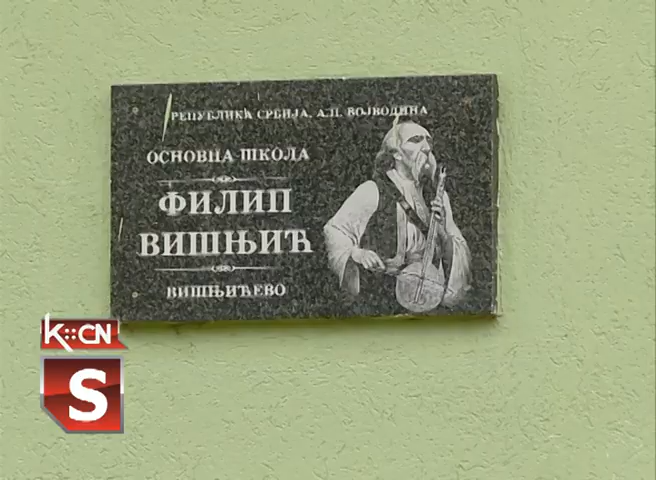 РЕПУБЛИКА СРБИЈА, А.П. ВОЈВОДИНА
ОСНОВНА ШКОЛА
ФИЛИП
ВИШЊИЋ
ВИШЊИЋЕВО
K::CN
S